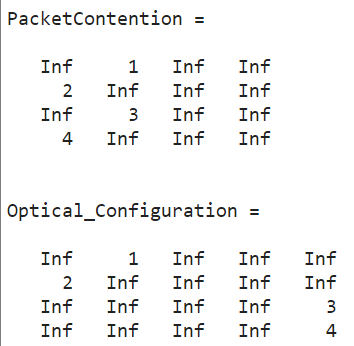 PacketContention =
Inf 1 Inf Inf
2 Inf Inf Inf
Inf 3 Inf Inf
4 Inf Inf Inf
Optical_Configuration =
Inf 1 Inf Inf Inf
2 Inf Inf Inf Inf
Inf Inf Inf Inf 3
Inf Inf Inf Inf 4